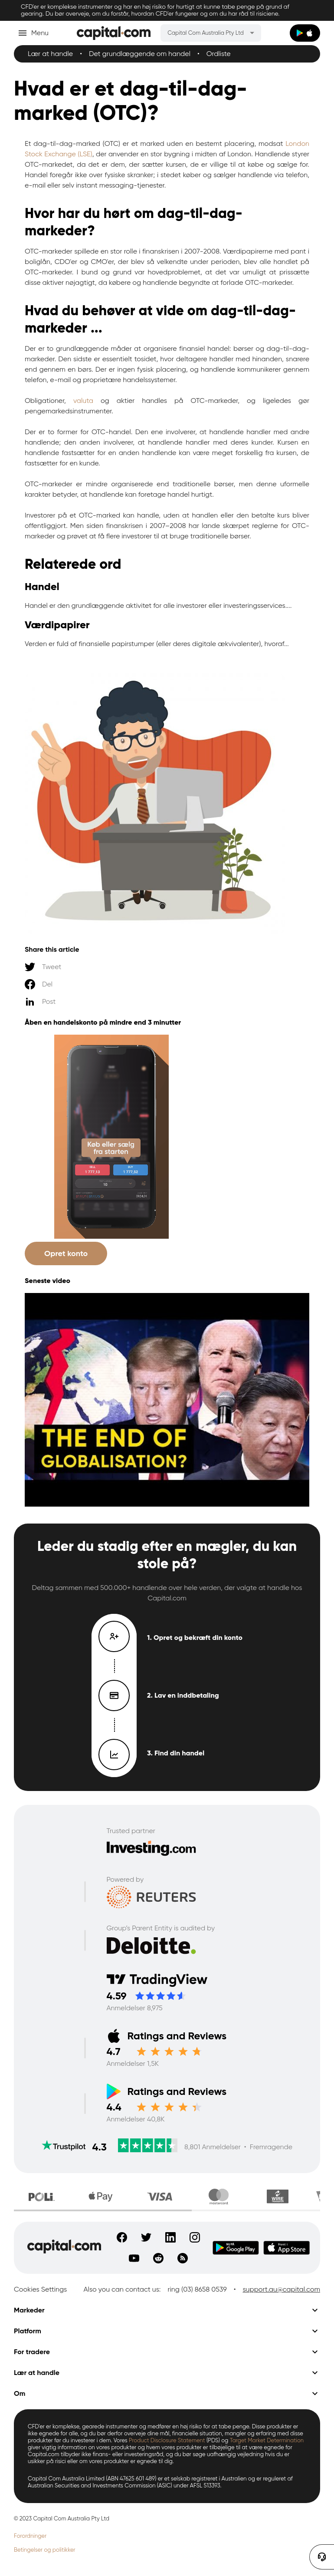 CFD'er er komplekse instrumenter og har en høj risiko for hurtigt at kunne tabe penge på grund af
gearing. Du bør overveje, om du forstår, hvordan CFD'er fungerer og om du har råd til risiciene.
Menu
capital.com
Capital Com Australia Pty Ltd
Lær at handle • Det grundlæggende om handel • Ordliste
Hvad er et dag-til-dag-
marked (OTC)?
Et dag-til-dag-marked (OTC) er et marked uden en bestemt placering, modsat London
Stock Exchange (LSE), der anvender en stor bygning i midten af London. Handlende styrer
OTC-markedet, da det er dem, der sætter kursen, de er villige til at købe og handle på.
Handel foregår ikke over fysiske skranker; i stedet køber og sælger handlende via telefon,
e-mail eller selv instant messaging-tjenester.
Hvor har du hørt om dag-til-dag-
markeder?
OTC-markeder spillede en stor rolle i finanskrisen i 2007–2008. Værdipapirerne med pant i
boliglån, CDO'er og CMO'er, der blev så velkendte under perioden, blev alle handlet på
OTC-markeder. I bund og grund var hovedproblemet, at det var umuligt at prissætte
disse aktiver nøjagtigt, da købere og handlende begyndte at forlade OTC-markeder.
Hvad du behøver at vide om dag-til-dag-
markeder ...
Der er to grundlæggende måder at organisere finansiel handel: børser og dag-til-dag-
markeder. Den sidste er essentielt tosidet, hvor deltagere handler med hinanden, snarere
end gennem en børs. Der er ingen fysisk placering, og handlende kommunikerer gennem
telefon, e-mail og proprietære handelssystemer.
Obligationer, valuta og aktier handles på OTC-markeder, og ligeledes gør
pengemarkedsinstrumenter.
Der er to former for OTC-handel. Den ene involverer, at handlende handler med andre
handlende; den anden involverer, at handlende handler med deres kunder. Kursen en
handlende fastsætter for en anden handlende kan være meget forskellig fra kursen, de
fastsætter for en kunde.
OTC-markeder er mindre organiserede end traditionelle børser, men denne uformelle
karakter betyder, at handlende kan foretage handel hurtigt.
Investorer på et OTC-marked kan handle, uden at handlen eller den betalte kurs bliver
offentliggjort. Men siden finanskrisen i 2007–2008 har lande skærpet reglerne for OTC-
markeder og prøvet at få flere investorer til at bruge traditionelle børser.
Relaterede ord
Handel
Handel er den grundlæggende aktivitet for alle investorer eller investeringsservices....
Værdipapirer
Verden er fuld af finansielle papirstumper (eller deres digitale ækvivalenter), hvoraf...
Share this article
Tweet
Del
Post
Åben en handelskonto på mindre end 3 minutter
Køb eller sælg
fra starten
Opret konto
Seneste video
THE END OF
GLOBALISATION?
Leder du stadig efter en mægler, du kan
stole på?
Deltag sammen med 500.000+ handlende over hele verden, der valgte at handle hos
Capital.com
1. Opret og bekræft din konto
2. Lav en inddbetaling
3. Find din handel
Trusted partner
Investing.com
Powered by
REUTERS
Group's Parent Entity is audited by
Deloitte.
TradingView
4.59
Anmeldelser 8,975
Ratings and Reviews
4.7
Anmeldelser 1,5K
Ratings and Reviews
4.4
Anmeldelser 40,8K
Trustpilot 4.3 8,801 Anmeldelser • Fremragende
POLi Pay VISA mastercard WIRE
capital.com
Google Play App Store
Cookies Settings Also you can contact us: ring (03) 8658 0539 • support.au@capital.com
Markeder
Platform
For tradere
Lær at handle
Om
CFD'er er komplekse, gearede instrumenter og medfører en høj risiko for at tabe penge. Disse produkter er
ikke egnede for alle, og du bør derfor overveje dine mål, finansielle situation, mangler og erfaring med disse
produkter før du investerer i dem. Vores Product Disclosure Statement (PDS) og Target Market Determination
giver vigtig information om vores produkter og hvem vores produkter er tilbøjelige til at være egnede for.
Capital.com tilbyder ikke finans- eller investeringsråd, og du bør søge uafhængig vejledning hvis du er
usikker på risici eller om vores produkter er egnede til dig.
Capital Com Australia Limited (ABN 47625 601 489) er et selskab registreret i Australien og er reguleret af
Australian Securities and Investments Commission (ASIC) under AFSL 513393.
© 2023 Capital Com Australia Pty Ltd
Forordninger
Betingelser og politikker